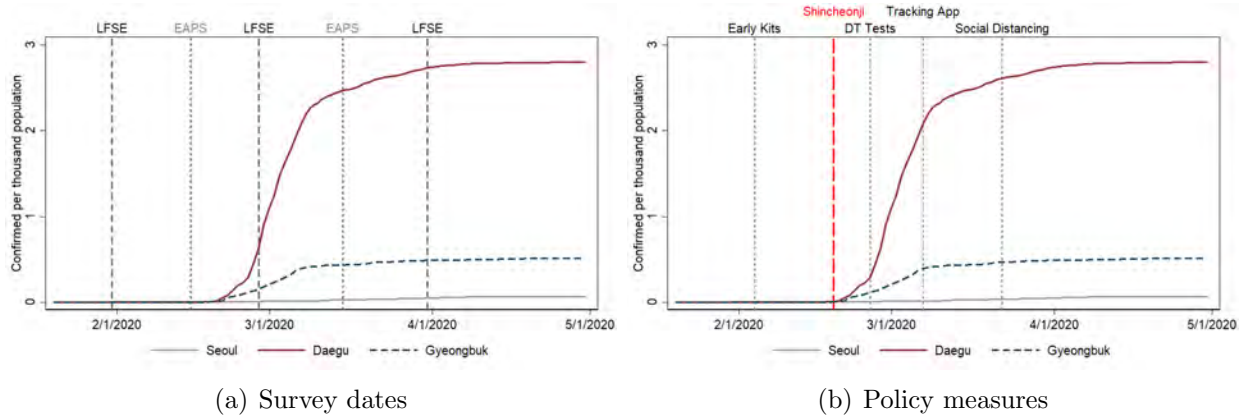 LFSE EAPS LFSE EAPS LFSE
Confirmed per thousand population
3
2
1
0
2/1/2020 3/1/2020 4/1/2020 5/1/2020
Seoul Daegu Gyeongbuk
(a) Survey dates
Shincheonji Tracking App
Early Kits DT Tests Social Distancing
Confirmed per thousand population
3
2
1
0
2/1/2020 3/1/2020 4/1/2020 5/1/2020
Seoul Daegu Gyeongbuk
(b) Policy measures